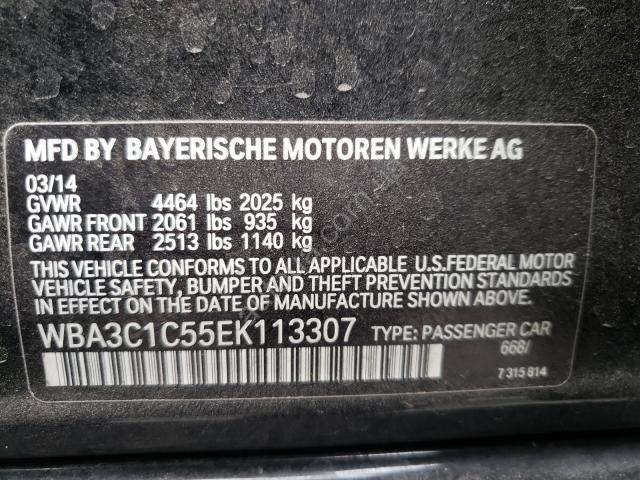 MFD BY BAYERISCHE MOTOREN WERKE AG
03/14
GVWR 4464 lbs 2025 kg
GAWR FRONT 2061 lbs 935 kg
GAWR REAR 2513 lbs 1140 kg
THIS VEHICLE CONFORMS TO ALL APPLICABLE U.S.FEDERAL MOTOR
VEHICLE SAFETY, BUMPER AND THEFT PREVENTION STANDARDS
IN EFFECT ON THE DATE OF MANUFACTURE SHOWN ABOVE.
WBA3C1C55EK113307 TYPE: PASSENGER CAR
668/
7 315 814